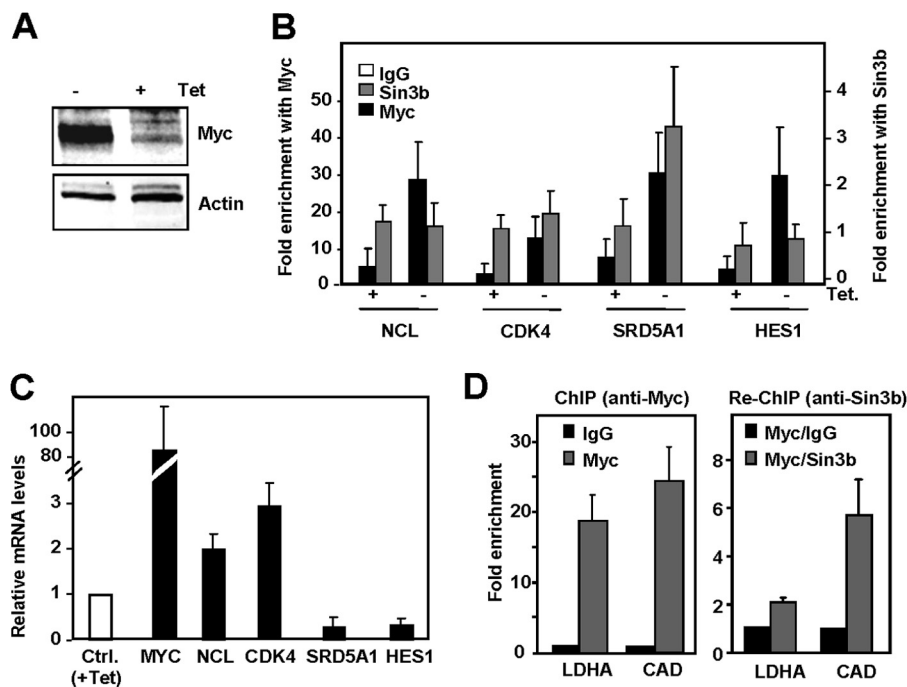 A
- + Tet
Myc
Actin
B
IgG
Sin3b
Myc
Fold enrichment with Myc
50
40
30
20
10
0
Fold enrichment with Sin3b
4
3
2
1
0
+ - + - + - + - Tet.
NCL CDK4 SRD5A1 HES1
C
Relative mRNA levels
100
80
3
2
1
0
Ctrl. MYC NCL CDK4 SRD5A1 HES1
(+Tet)
D
ChIP (anti-Myc)
IgG
Myc
Fold enrichment
30
20
10
0
LDHA CAD
Re-ChIP (anti-Sin3b)
Myc/IgG
Myc/Sin3b
8
6
4
2
0
LDHA CAD